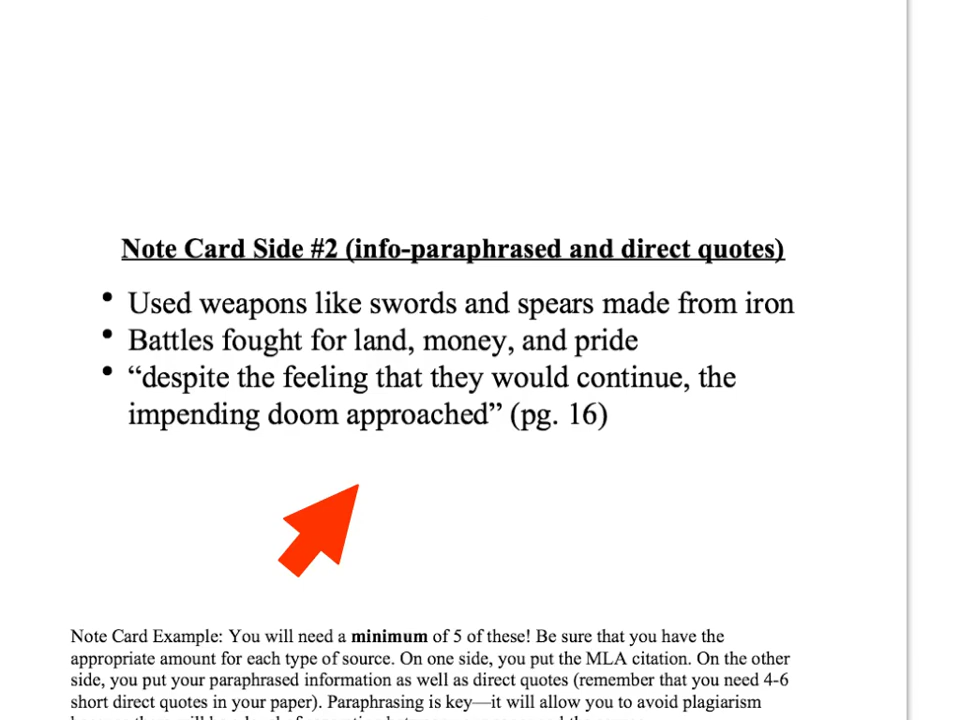 Note Card Side #2 (info-paraphrased and direct quotes)
• Used weapons like swords and spears made from iron
• Battles fought for land, money, and pride
• “despite the feeling that they would continue, the
impending doom approached” (pg. 16)
Note Card Example: You will need a minimum of 5 of these! Be sure that you have the
appropriate amount for each type of source. On one side, you put the MLA citation. On the other
side, you put your paraphrased information as well as direct quotes (remember that you need 4-6
short direct quotes in your paper). Paraphrasing is key—it will allow you to avoid plagiarism